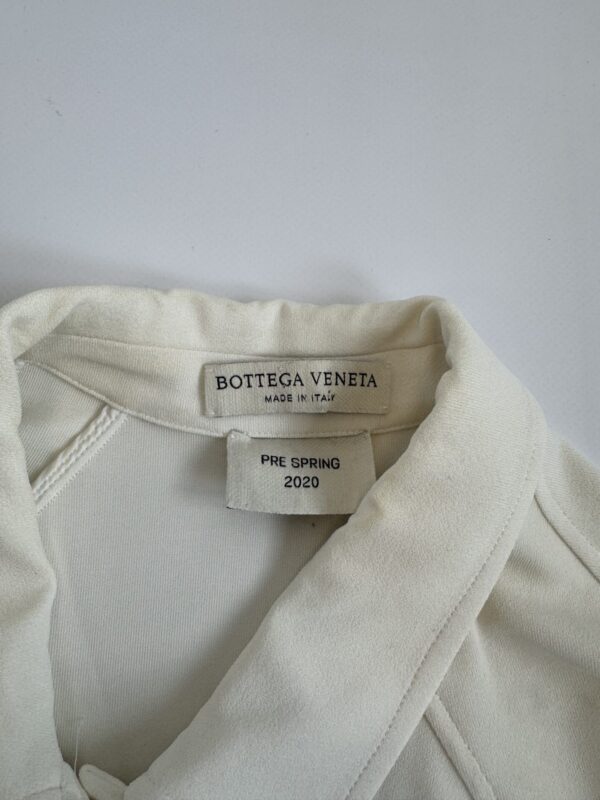 BOTTEGA VENETA
MADE IN ITALY
PRE SPRING
2020